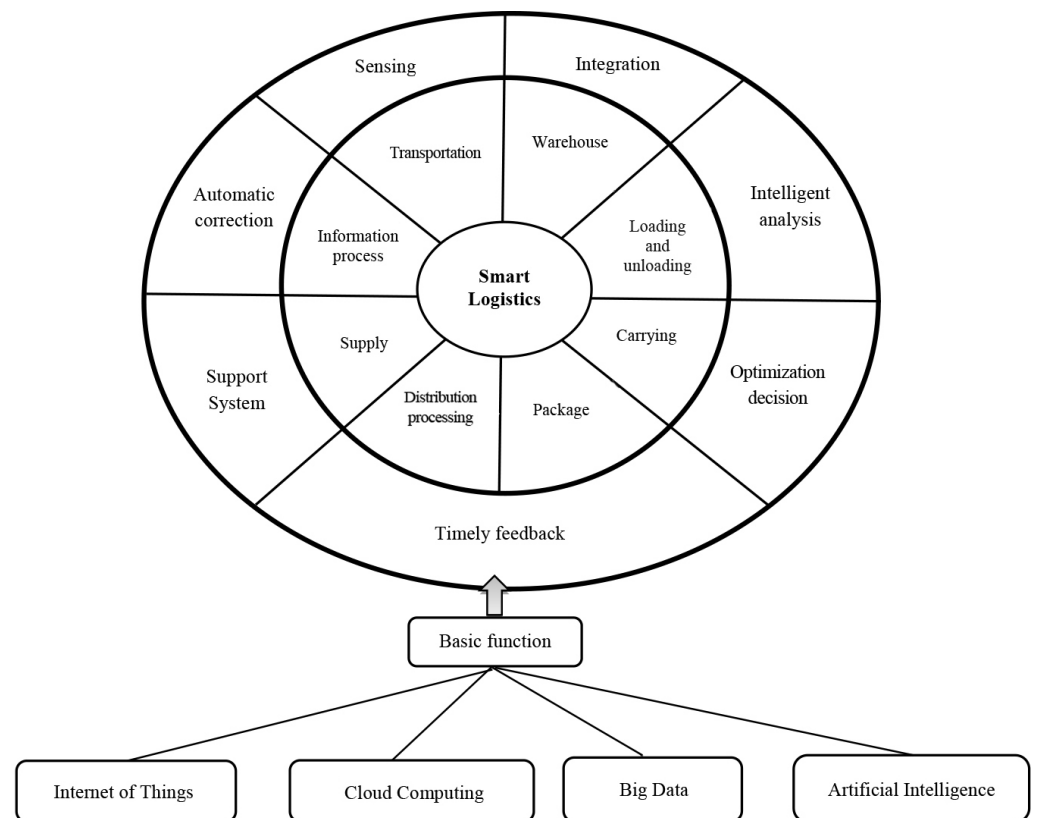 Sensing
Integration
Transportation
Warehouse
Automatic
correction
Intelligent
analysis
Information
process
Loading
and
unloading
Smart
Logistics
Supply
Carrying
Support
System
Optimization
decision
Distribution
processing
Package
Timely feedback
Basic function
Internet of Things
Cloud Computing
Big Data
Artificial Intelligence